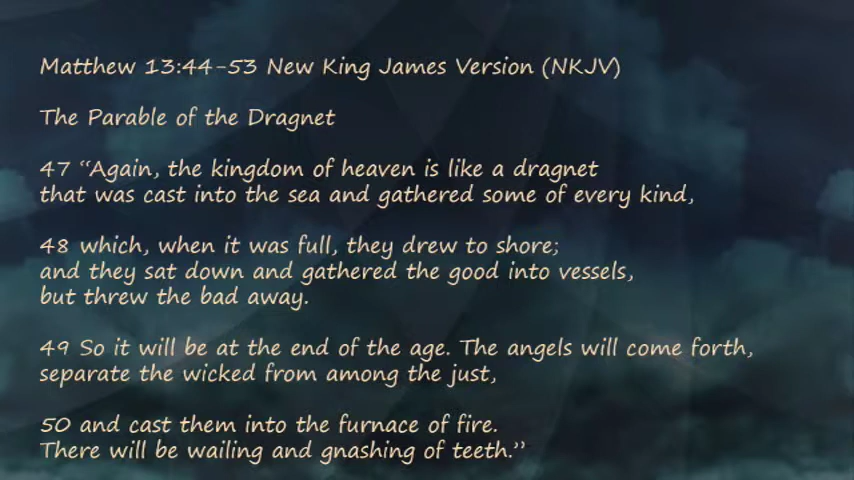 Matthew 13:44-53 New King James Version (NKJV)
The Parable of the Dragnet
47 “Again, the kingdom of heaven is like a dragnet
that was cast into the sea and gathered some of every kind,
48 which, when it was full, they drew to shore;
and they sat down and gathered the good into vessels,
but threw the bad away.
49 So it will be at the end of the age. The angels will come forth,
separate the wicked from among the just,
50 and cast them into the furnace of fire.
There will be wailing and gnashing of teeth.”